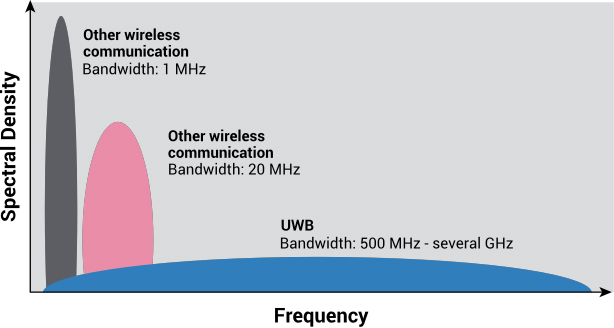 Other wireless
communication
Bandwidth: 1 MHz
Other wireless
communication
Bandwidth: 20 MHz
UWB
Bandwidth: 500 MHz - several GHz
Spectral Density
Frequency